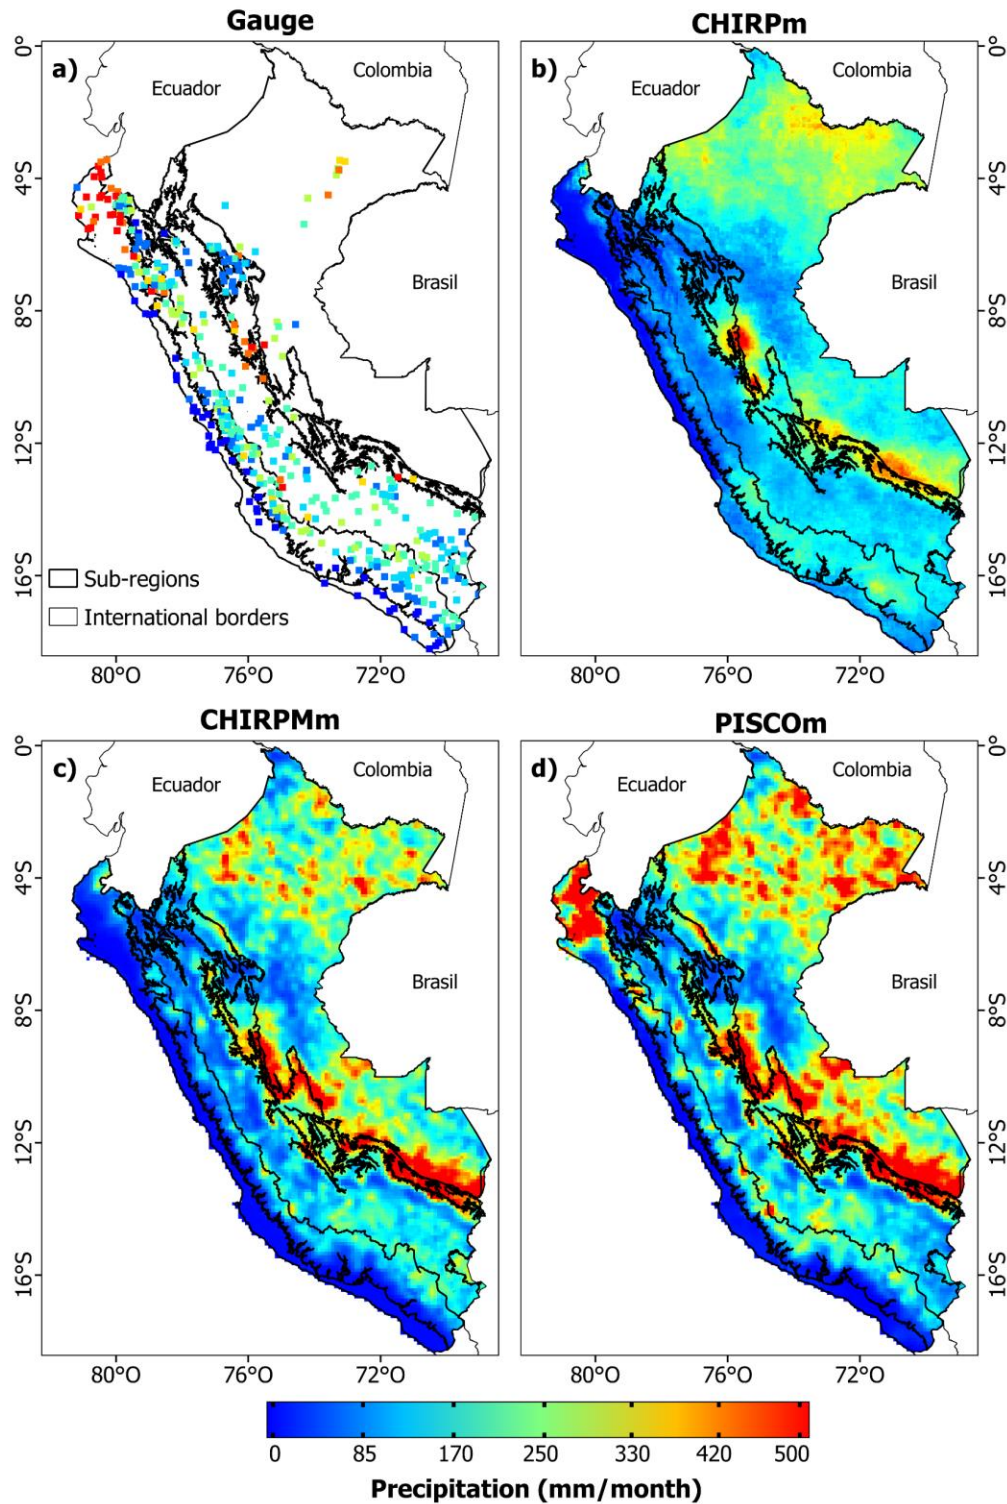 Gauge
CHIRPm
a)
Ecuador
Colombia
Brasil
0°
4°S
8°S
12°S
16°S
Sub-regions
International borders
80°O
76°O
72°O
b)
Ecuador
Colombia
Brasil
0°
4°S
8°S
12°S
16°S
80°O
76°O
72°O
CHIRPMm
PISCOm
c)
Ecuador
Colombia
Brasil
0°
4°S
8°S
12°S
16°S
80°O
76°O
72°O
d)
Ecuador
Colombia
Brasil
0°
4°S
8°S
12°S
16°S
80°O
76°O
72°O
0 85 170 250 330 420 500
Precipitation (mm/month)